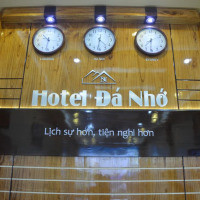 Hotel Đá Nhớ
Lịch sự hơn, tiện nghi hơn